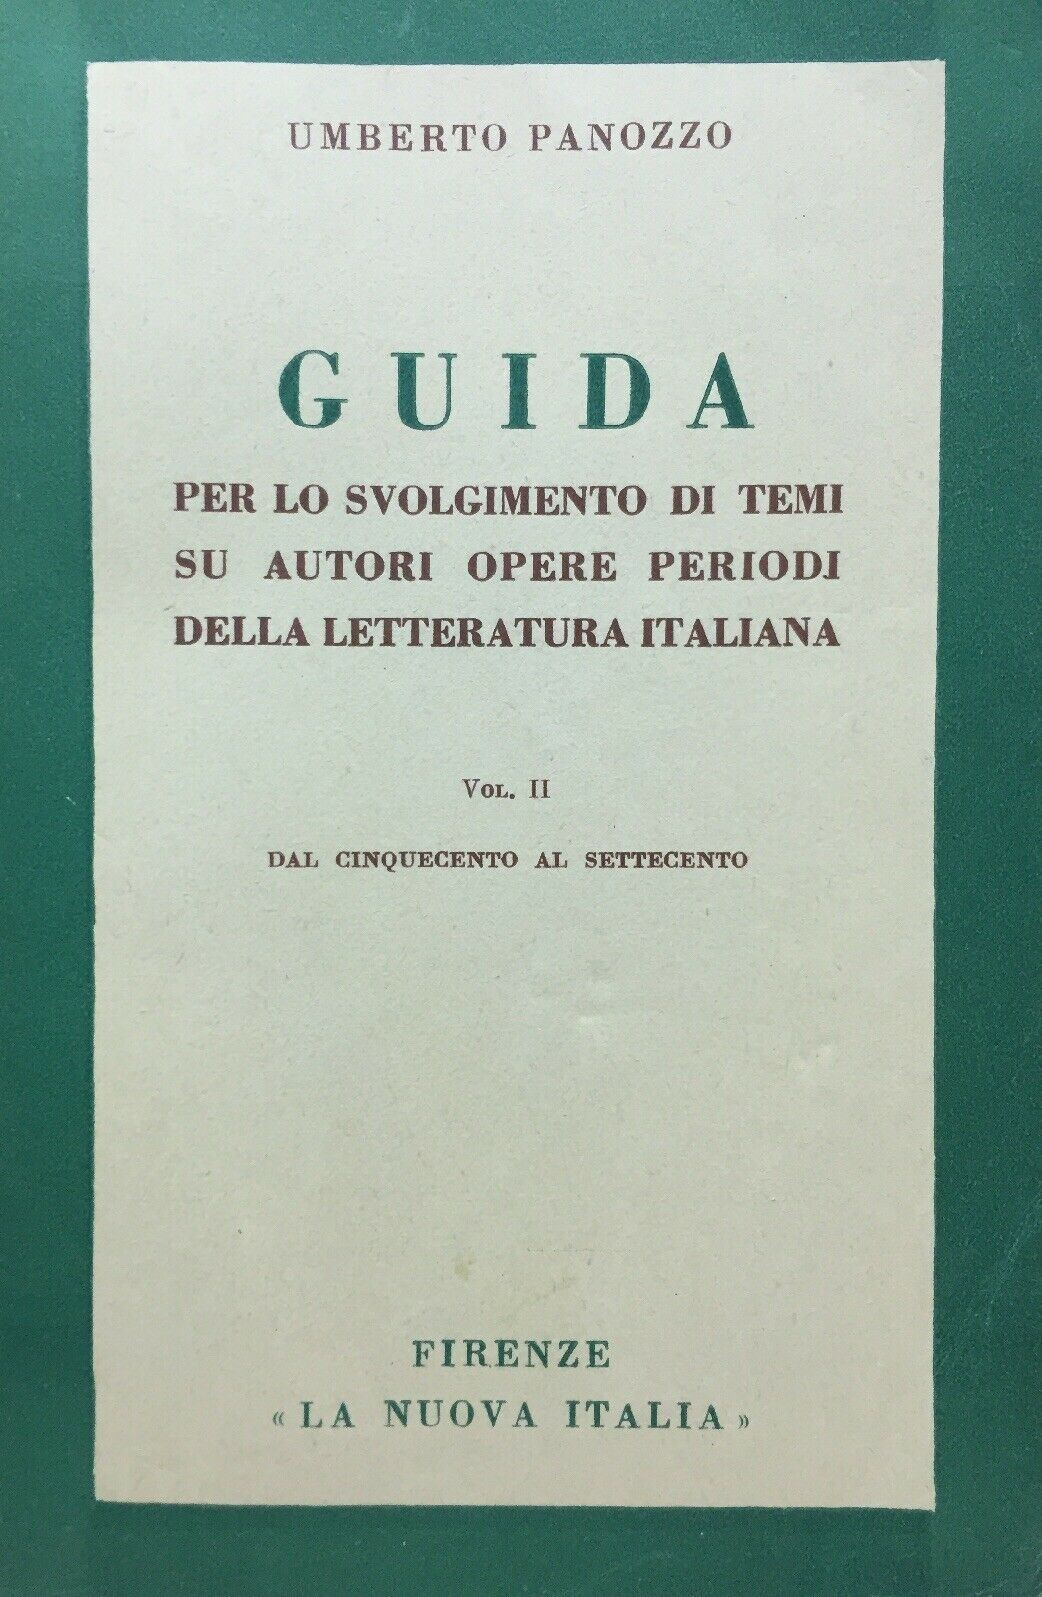 UMBERTO PANOZZO
GUIDA
PER LO SVOLGIMENTO DI TEMI
SU AUTORI OPERE PERIODI
DELLA LETTERATURA ITALIANA
VOL. II
DAL CINQUECENTO AL SETTECENTO
FIRENZE
« LA NUOVA ITALIA »